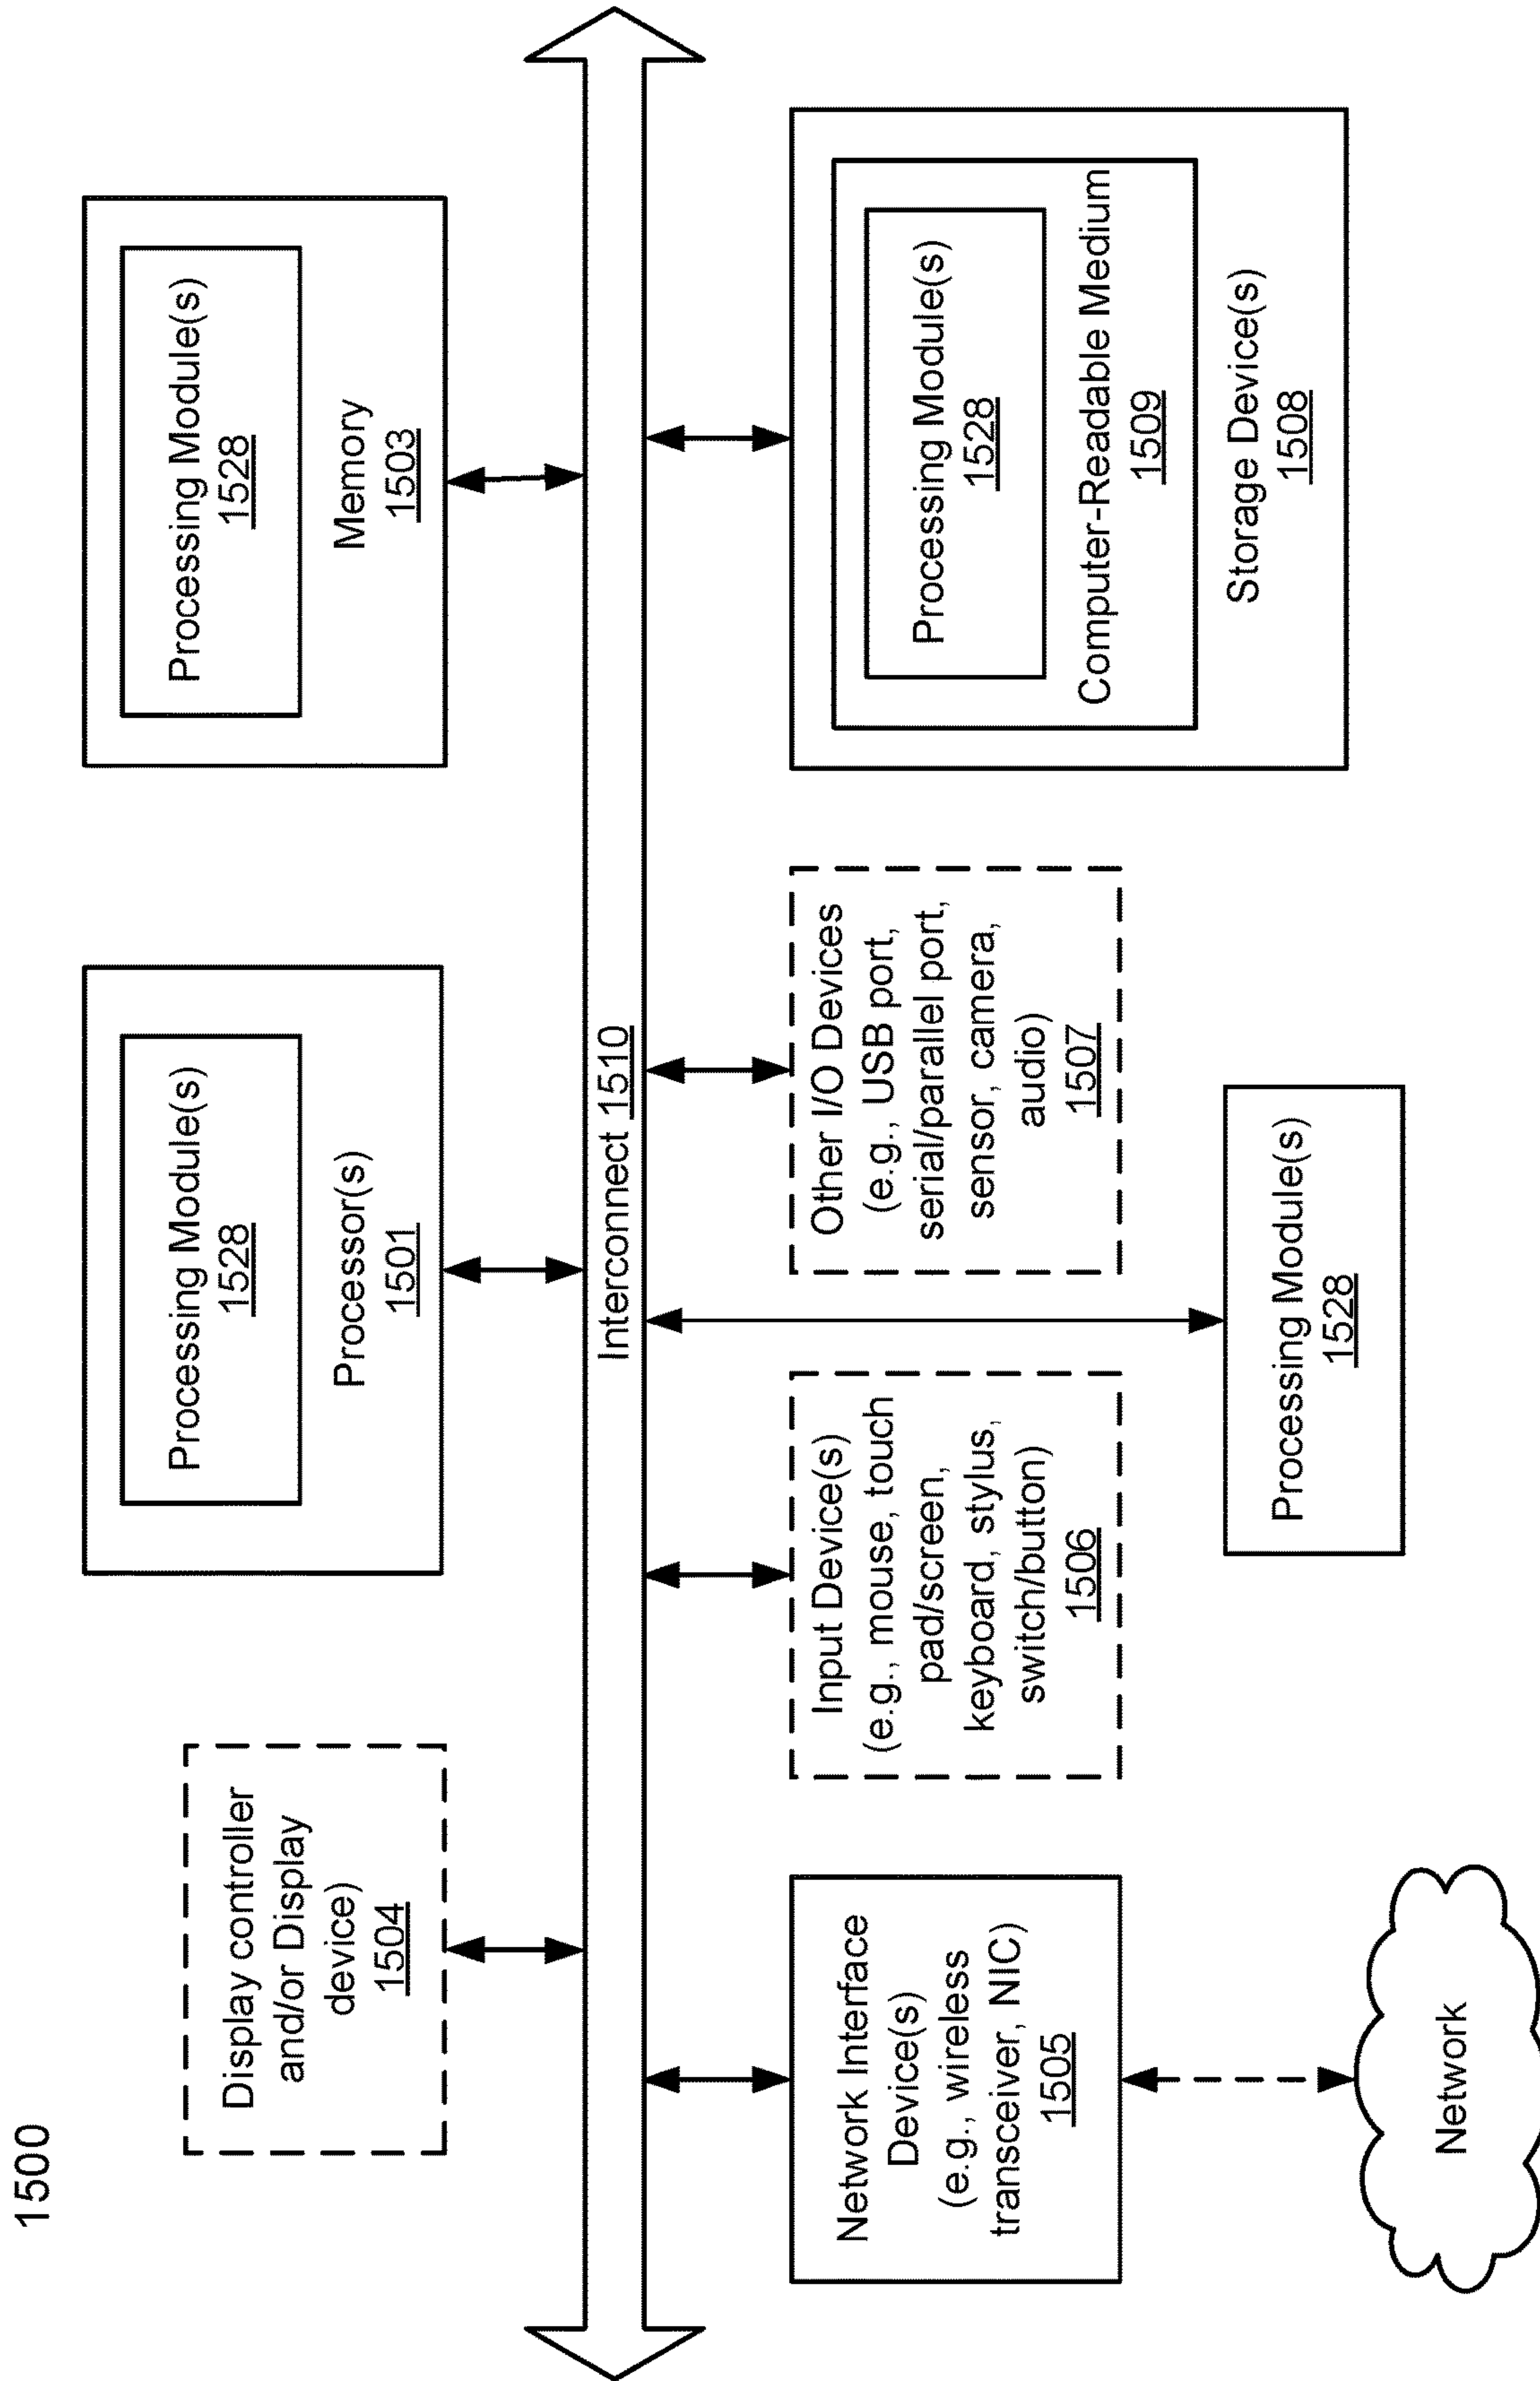 1500
Processing Module(s)
1528
Processor(s)
1501
Processing Module(s)
1528
Memory
1503
Display controller
and/or Display
device)
1504
Interconnect 1510
Network Interface
Device(s)
(e.g., wireless
transceiver, NIC)
1505
Input Device(s)
(e.g., mouse, touch
pad/screen,
keyboard, stylus,
switch/button)
1506
Other I/O Devices
(e.g., USB port,
serial/parallel port,
sensor, camera,
audio)
1507
Processing Module(s)
1528
Computer-Readable Medium
1509
Storage Device(s)
1508
Processing Module(s)
1528
Network